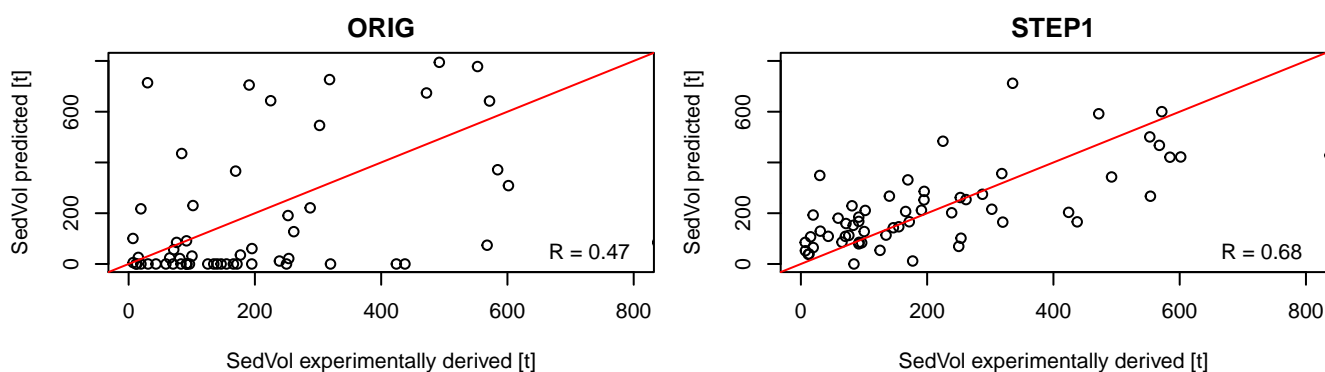 ORIG
SedVol predicted [t]
600
200
0
R = 0.47
0
200
400
600
800
SedVol experimentally derived [t]
STEP1
SedVol predicted [t]
600
200
0
R = 0.68
0
200
400
600
800
SedVol experimentally derived [t]